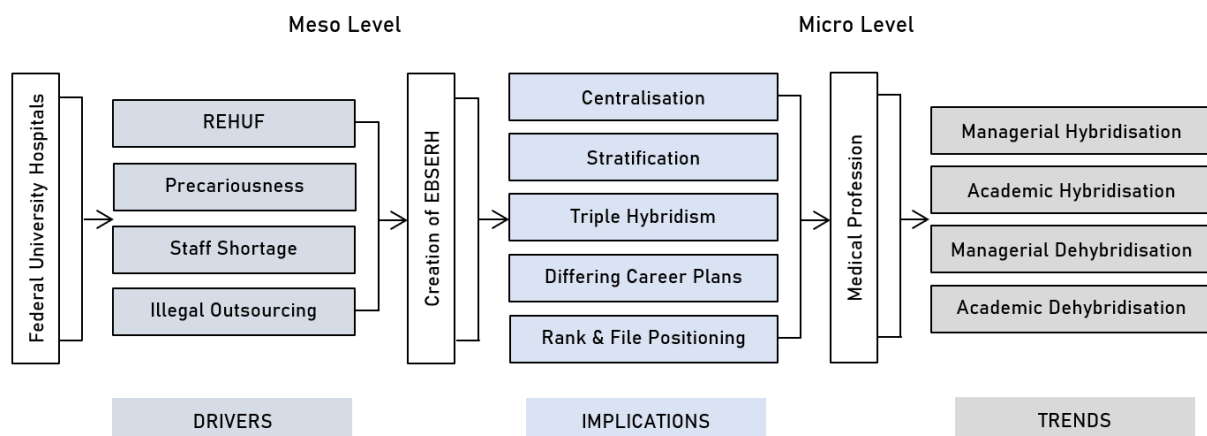 Meso Level
Micro Level
Federal University Hospitals
REHUF
Precariousness
Staff Shortage
Illegal Outsourcing
Creation of EBSERH
Centralisation
Stratification
Triple Hybridism
Differing Career Plans
Rank & File Positioning
Medical Profession
Managerial Hybridisation
Academic Hybridisation
Managerial Dehybridisation
Academic Dehybridisation
DRIVERS
IMPLICATIONS
TRENDS